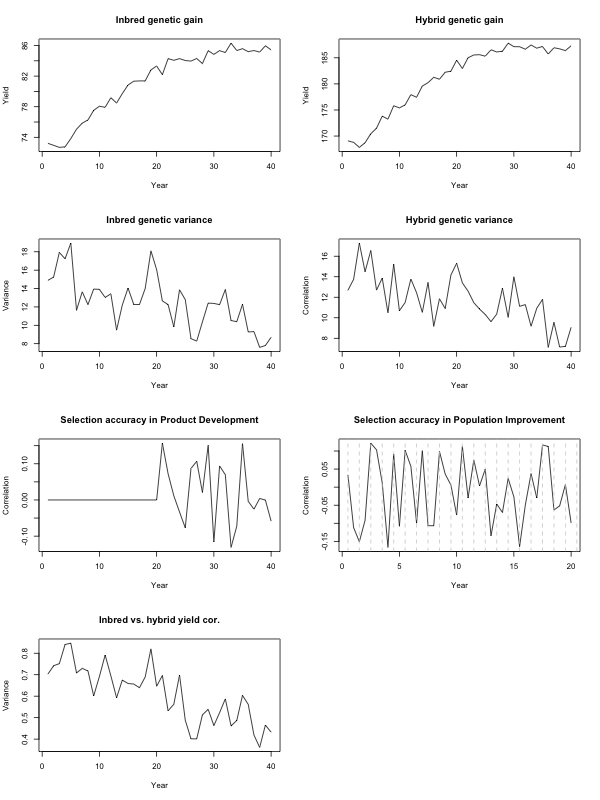 Inbred genetic gain
Yield
86
82
78
74
0 10 20 30 40
Year
Hybrid genetic gain
Yield
185
180
175
170
0 10 20 30 40
Year
Inbred genetic variance
Variance
18
16
14
12
10
8
0 10 20 30 40
Year
Hybrid genetic variance
Correlation
16
14
12
10
8
0 10 20 30 40
Year
Selection accuracy in Product Development
Correlation
0.10
0.00
-0.10
0 10 20 30 40
Year
Selection accuracy in Population Improvement
Correlation
0.05
-0.05
-0.15
0 5 10 15 20
Year
Inbred vs. hybrid yield cor.
Variance
0.8
0.7
0.6
0.5
0.4
0 10 20 30 40
Year